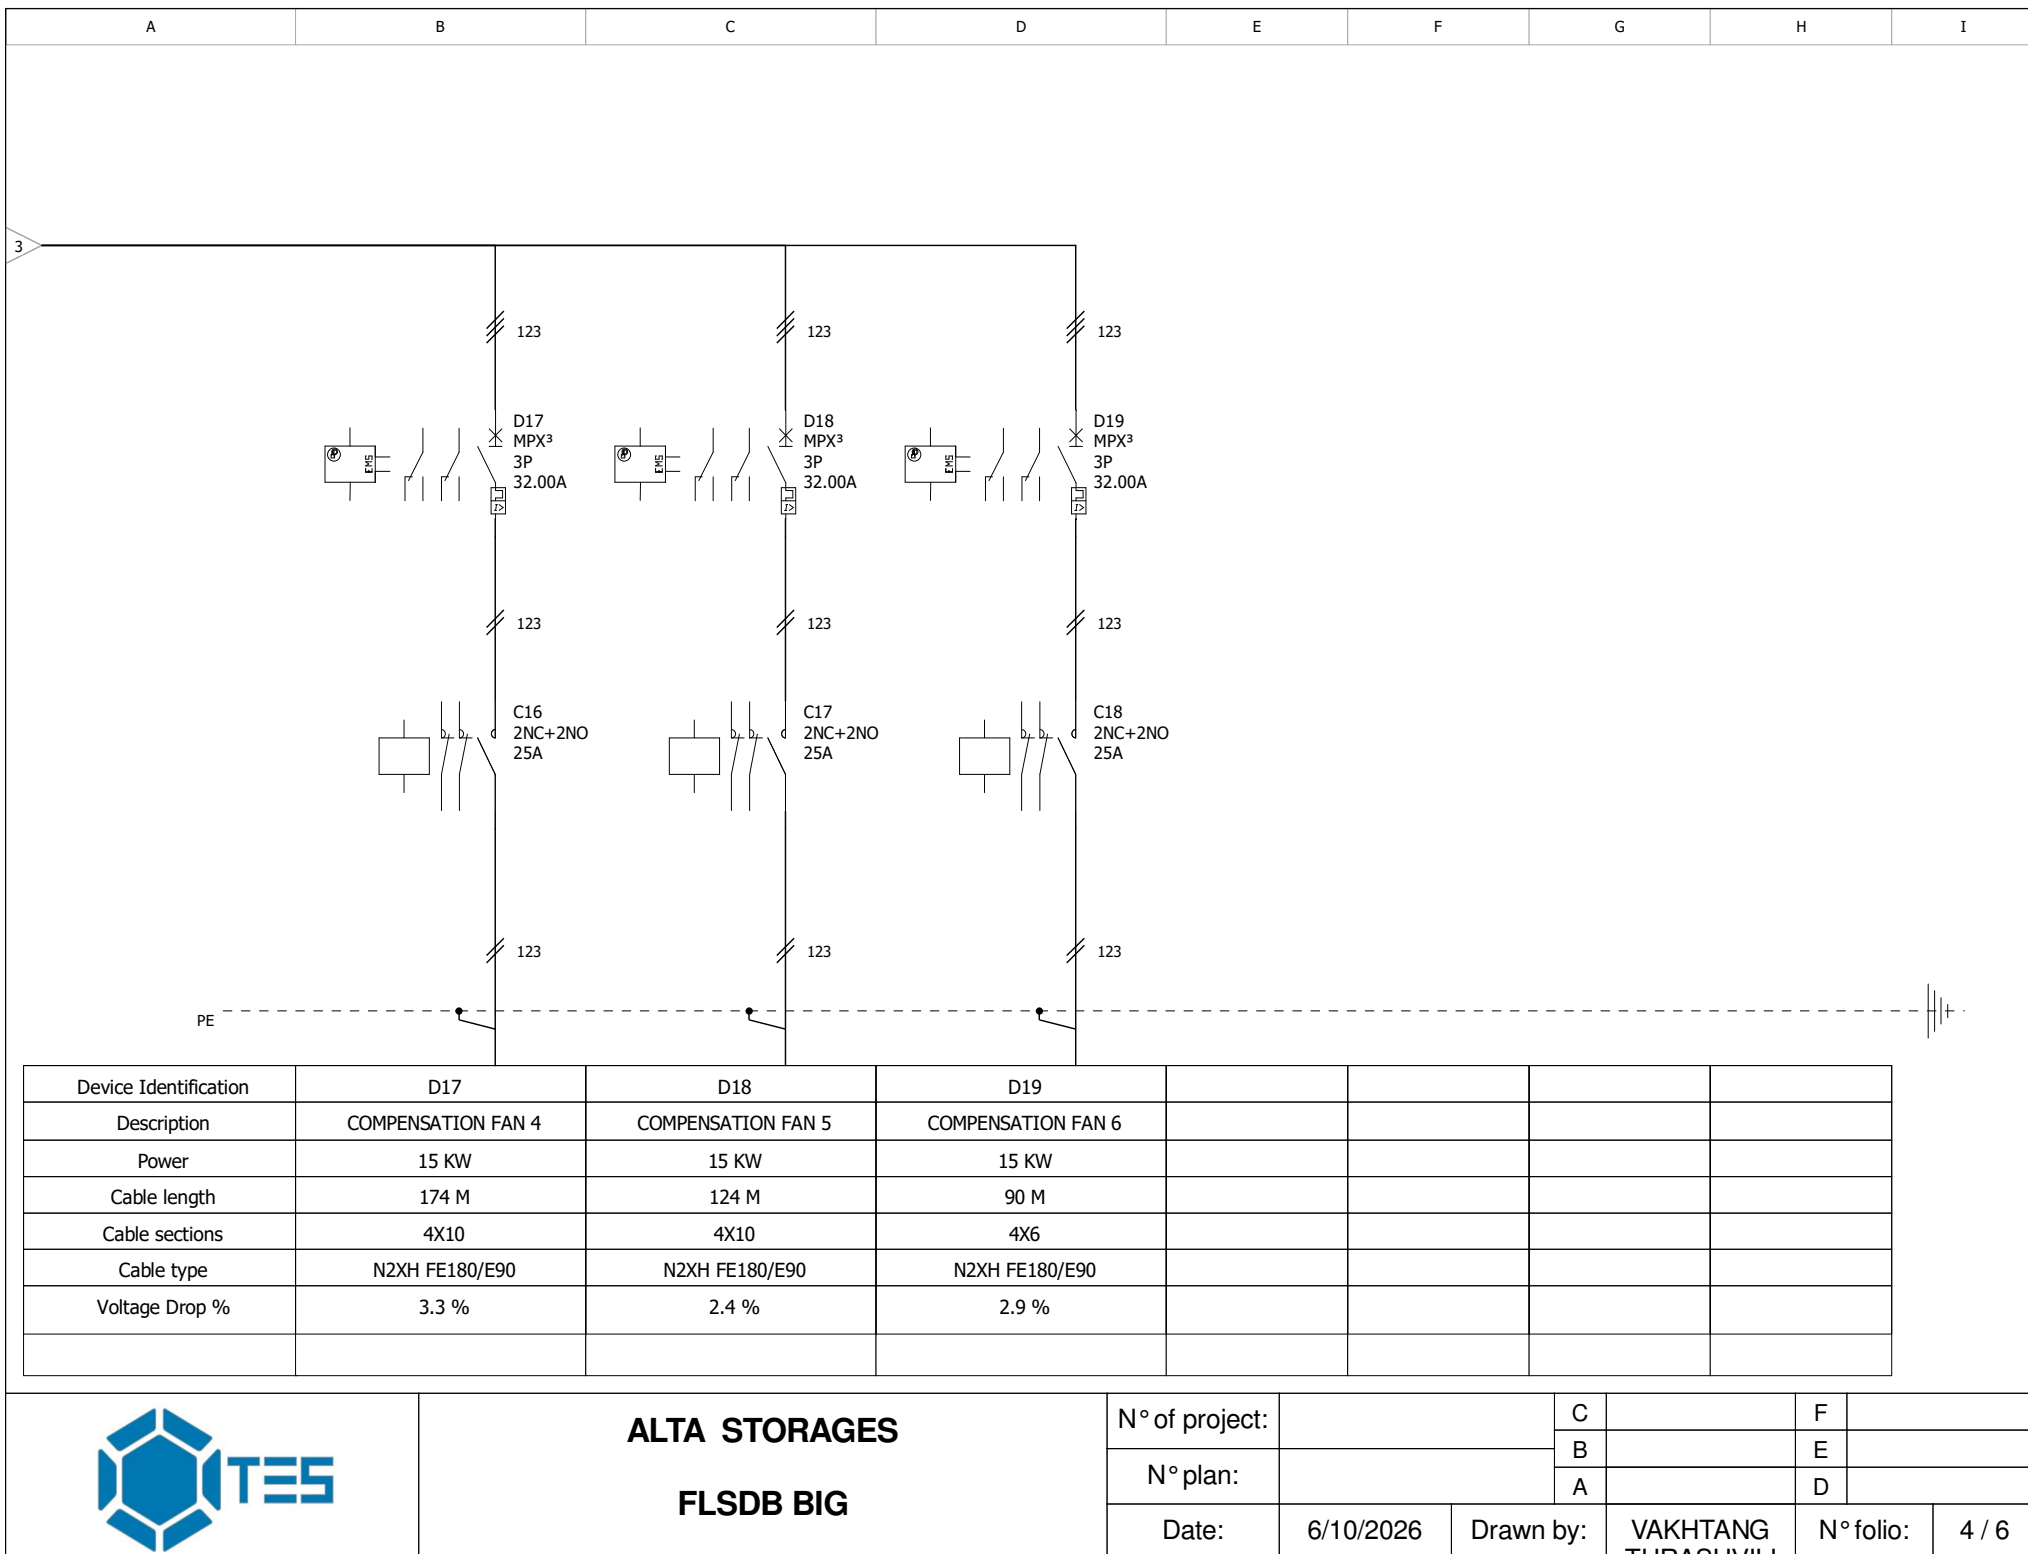 A B C D E F G H I
3
123 123 123
D17 D18 D19
MPX³ MPX³ MPX³
3P 3P 3P
32.00A 32.00A 32.00A
EMS EMS EMS
I> I> I>
123 123 123
C16 C17 C18
2NC+2NO 2NC+2NO 2NC+2NO
25A 25A 25A
123 123 123
PE
Device Identification D17 D18 D19
Description COMPENSATION FAN 4 COMPENSATION FAN 5 COMPENSATION FAN 6
Power 15 KW 15 KW 15 KW
Cable length 174 M 124 M 90 M
Cable sections 4X10 4X10 4X6
Cable type N2XH FE180/E90 N2XH FE180/E90 N2XH FE180/E90
Voltage Drop % 3.3 % 2.4 % 2.9 %
TES
ALTA STORAGES
FLSDB BIG
N° of project: C F
B E
N° plan: A D
Date: 6/10/2026 Drawn by: VAKHTANG N° folio: 4 / 6